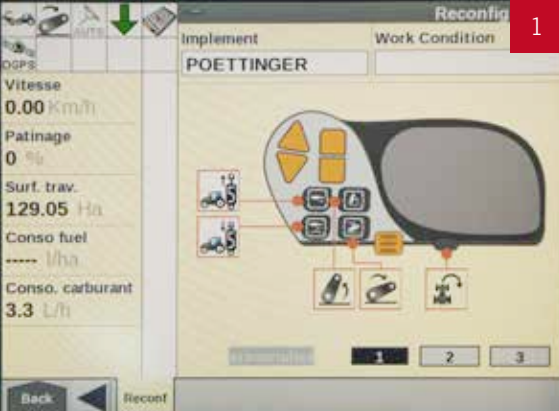 Reconfig
1
AUTO
DGPS
Implement
Work Condition
POETTINGER
Vitesse
0.00 Km/h
Patinage
0 %
Surf. trav.
129.05 Ha
Conso fuel
----- l/ha
Conso. carburant
3.3 L/h
1
2
3
Back
Reconf